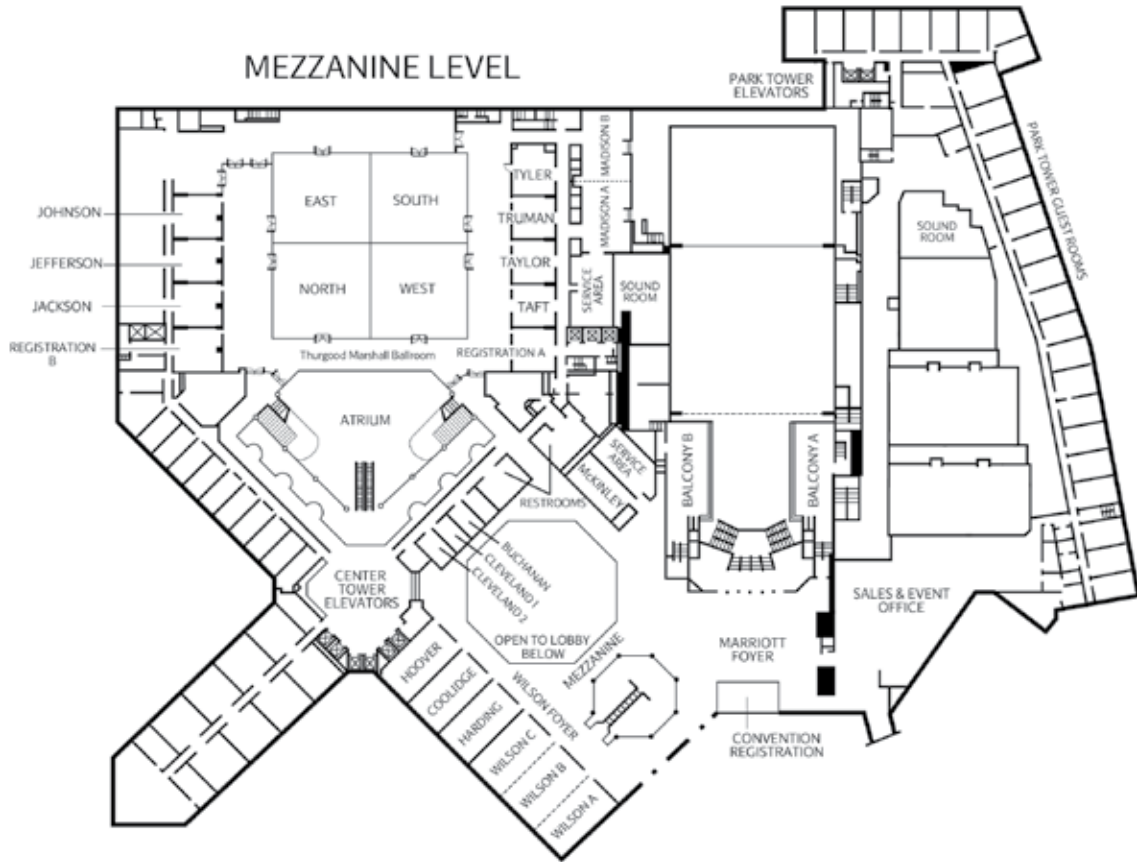 MEZZANINE LEVEL
PARK TOWER
ELEVATORS
PARK TOWER GUEST ROOMS
JOHNSON
JEFFERSON
JACKSON
REGISTRATION
B
EAST
SOUTH
NORTH
WEST
Thurgood Marshall Ballroom
REGISTRATION A
TYLER
TRUMAN
TAYLOR
TAFT
MADISON B
MADISON A
SERVICE
AREA
SOUND
ROOM
SOUND
ROOM
ATRIUM
RESTROOMS
SERVICE
AREA
McKINLEY
BALCONY B
BALCONY A
BUCHANAN
CLEVELAND 1
CLEVELAND 2
CENTER
TOWER
ELEVATORS
OPEN TO LOBBY
BELOW
MEZZANINE
WILSON FOYER
HOOVER
COOLIDGE
HARDING
WILSON C
WILSON B
WILSON A
MARRIOTT
FOYER
SALES & EVENT
OFFICE
CONVENTION
REGISTRATION